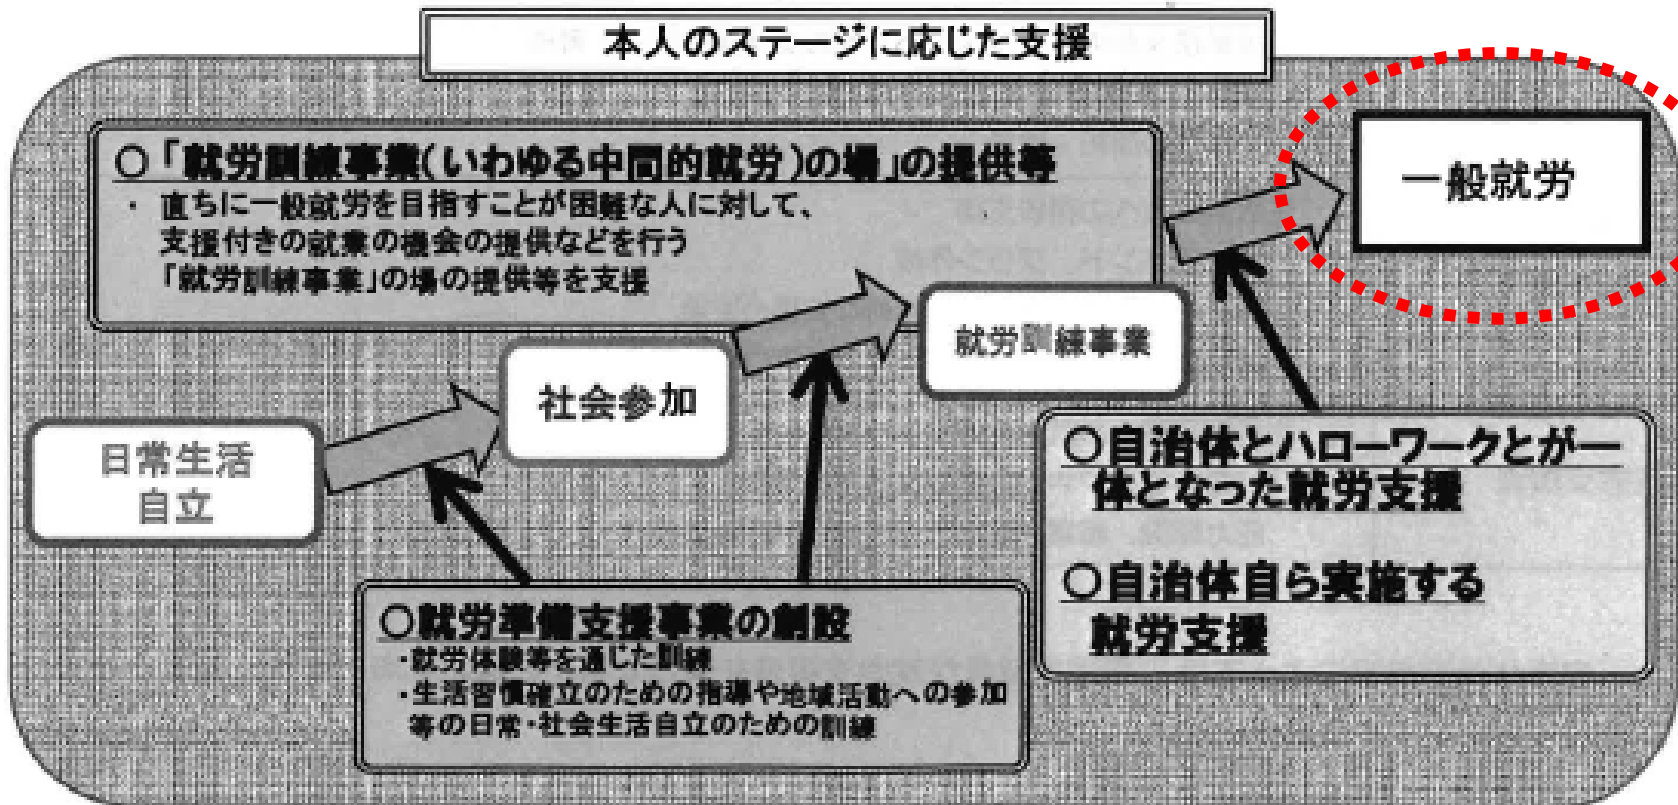 本人のステージに応じた支援
○「就労訓練事業(いわゆる中間的就労)の場」の提供等
・ 直ちに一般就労を目指すことが困難な人に対して、
支援付きの就業の機会の提供などを行う
「就労訓練事業」の場の提供等を支援
一般就労
就労訓練事業
社会参加
日常生活
自立
○自治体とハローワークとが一
体となった就労支援
○自治体自ら実施する
就労支援
○就労準備支援事業の創設
・就労体験等を通じた訓練
・生活習慣確立のための指導や地域活動への参加
等の日常・社会生活自立のための訓練